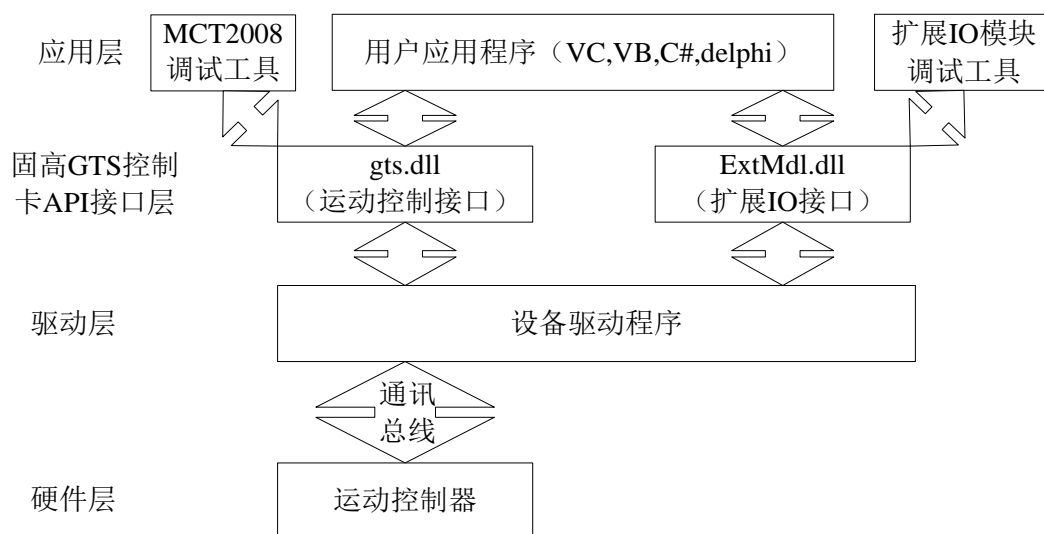 应用层
MCT2008
调试工具
用户应用程序（VC,VB,C#,delphi）
扩展IO模块
调试工具
固高GTS控制
卡API接口层
gts.dll
（运动控制接口）
ExtMdl.dll
（扩展IO接口）
驱动层
设备驱动程序
通讯
总线
硬件层
运动控制器